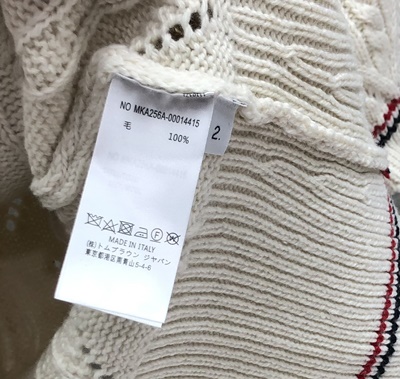 NO MKA256A-00014415
毛 100%
2.
MADE IN ITALY
(株)トムブラウン ジャパン
東京都港区南青山5-4-6